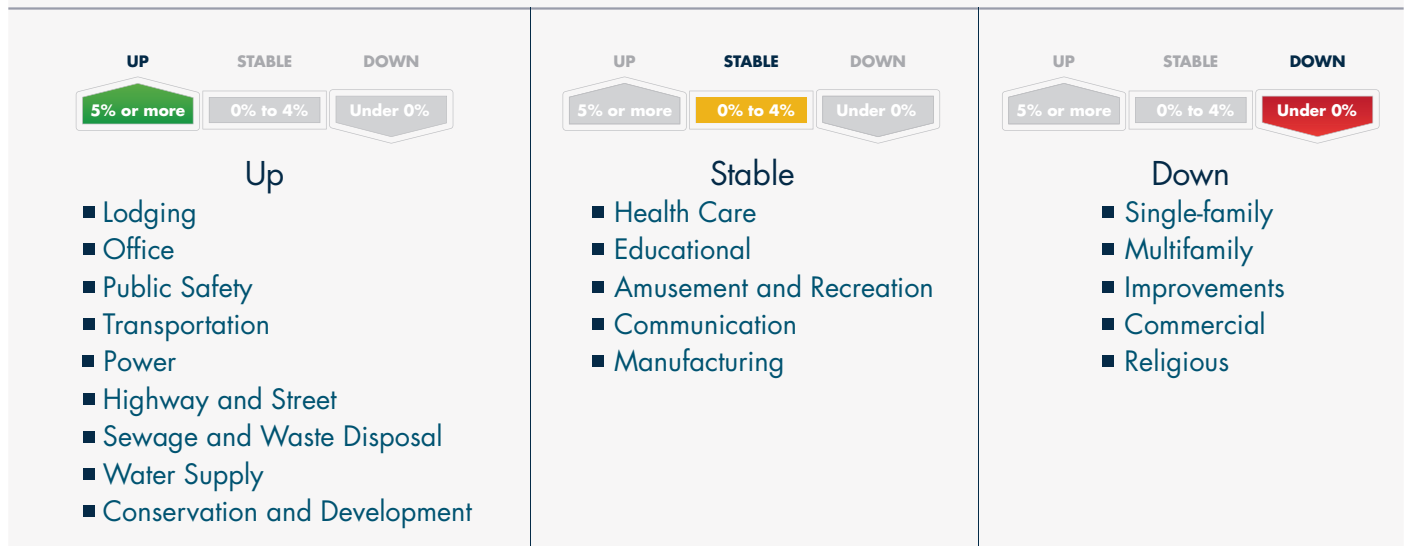 UP STABLE DOWN
5% or more 0% to 4% Under 0%
Up
Lodging
Office
Public Safety
Transportation
Power
Highway and Street
Sewage and Waste Disposal
Water Supply
Conservation and Development
UP STABLE DOWN
5% or more 0% to 4% Under 0%
Stable
Health Care
Educational
Amusement and Recreation
Communication
Manufacturing
UP STABLE DOWN
5% or more 0% to 4% Under 0%
Down
Single-family
Multifamily
Improvements
Commercial
Religious